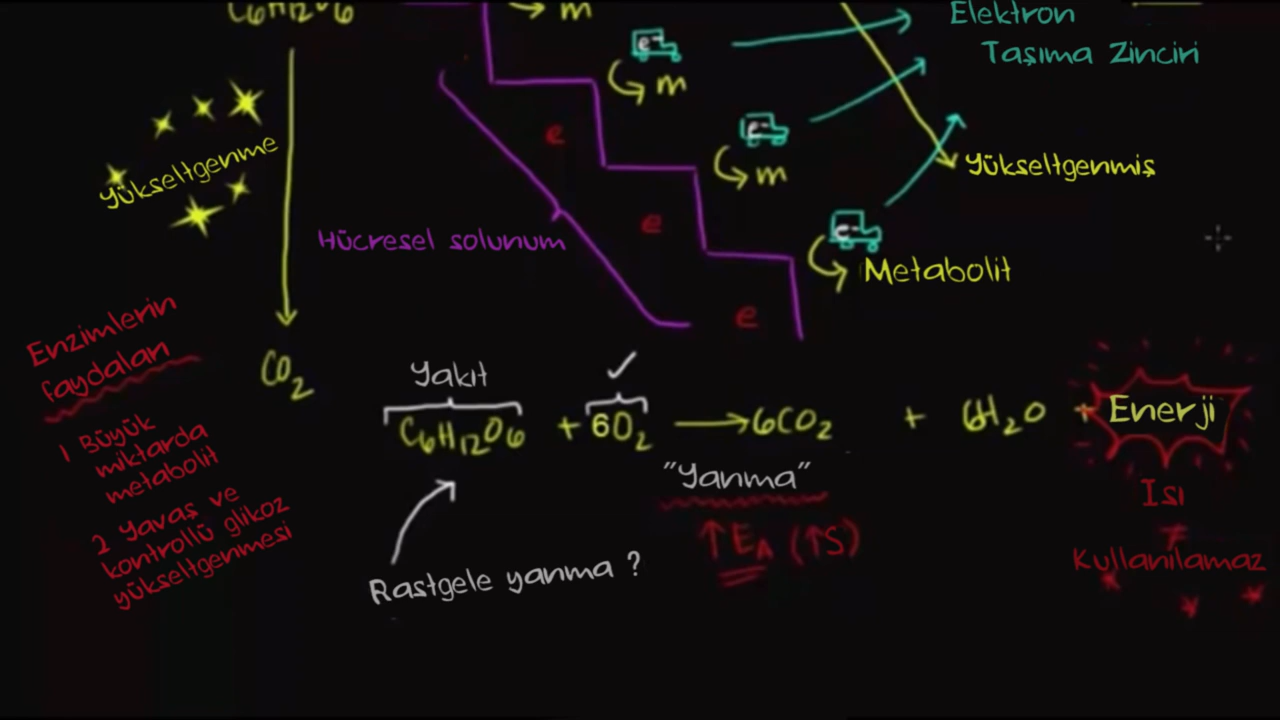 C6H12O6
m
Elektron
Taşıma Zinciri
e-
m
e
e-
m
Yükseltgenme
Yükseltgenmiş
e
Hücresel solunum
e-
Metabolit
e
Enzimlerin
faydaları
CO2
Yakıt
C6H12O6 + 6O2 → 6CO2 + 6H2O + Enerji
"Yanma"
↑EA (↑S)
Isı
≠
Kullanılamaz
1 Büyük
miktarda
metabolit
2 Yavaş ve
kontrollü glikoz
yükseltgenmesi
Rastgele yanma ?